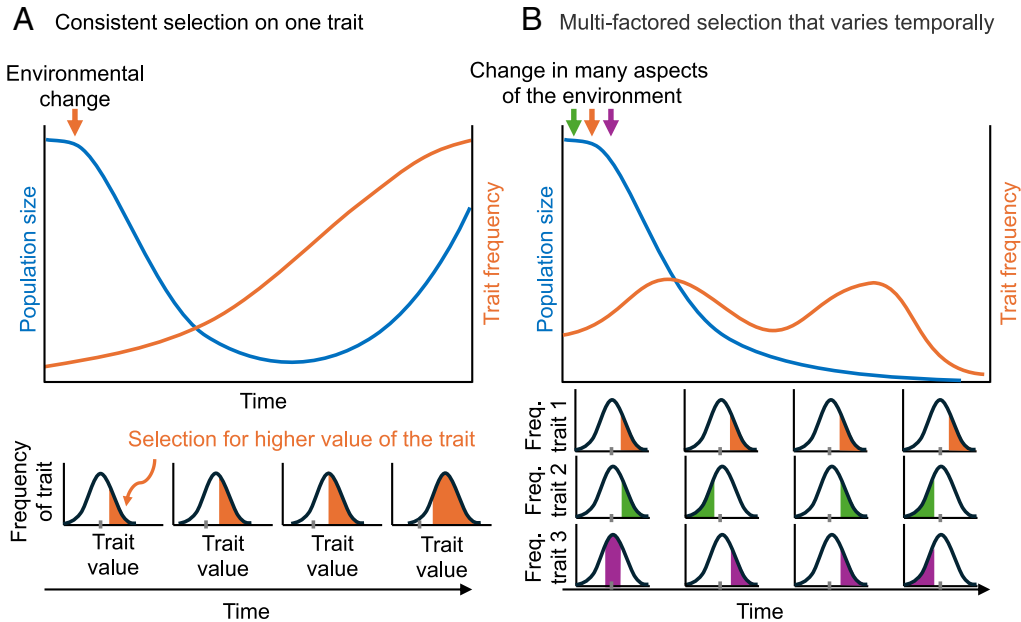 A Consistent selection on one trait
Environmental
change
Population size
Trait frequency
Time
Selection for higher value of the trait
Frequency
of trait
Trait
value
Trait
value
Trait
value
Trait
value
Time
B Multi-factored selection that varies temporally
Change in many aspects
of the environment
Population size
Trait frequency
Freq.
trait 1
Freq.
trait 2
Freq.
trait 3
Time